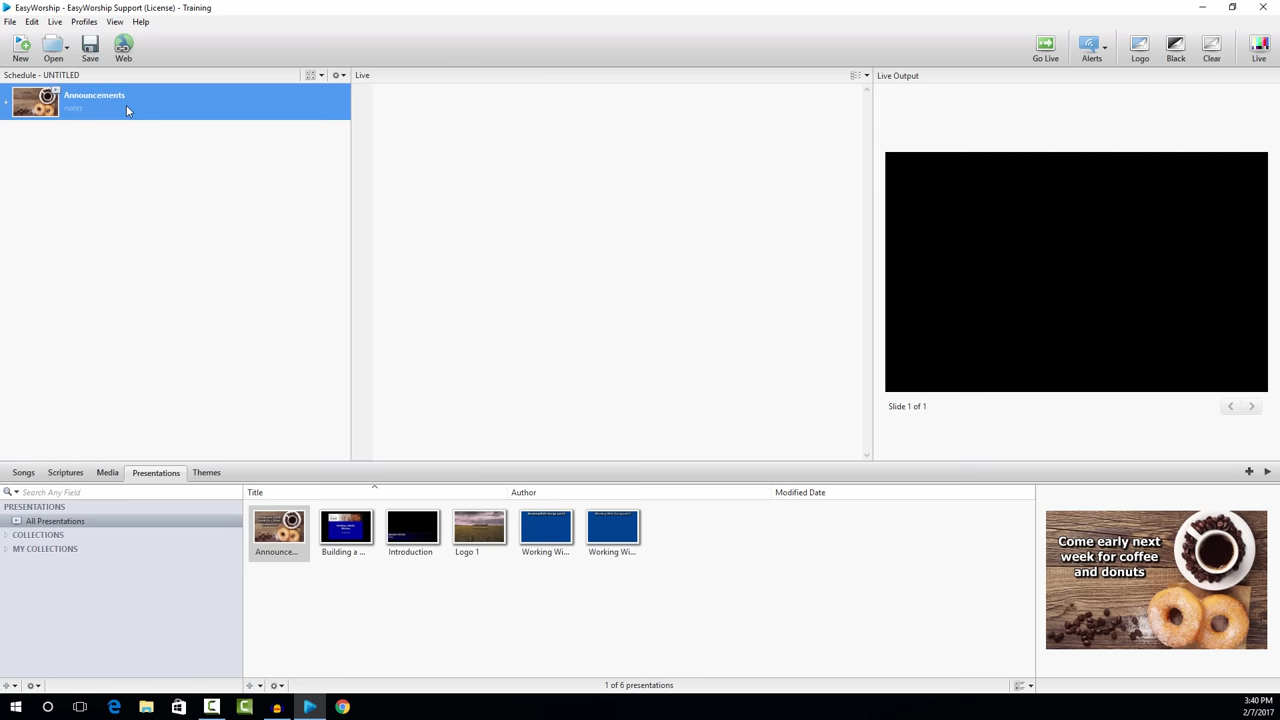 EasyWorship - EasyWorship Support (License) - Training
File Edit Live Profiles View Help
New Open Save Web Go Live Alerts Logo Black Clear Live
Schedule - UNTITLED Live Live Output
Announcements
notes
Slide 1 of 1
Songs Scriptures Media Presentations Themes
Search Any Field Title Author Modified Date
PRESENTATIONS
All Presentations
COLLECTIONS
MY COLLECTIONS
Announce... Building a ... Introduction Logo 1 Working Wi... Working Wi...
Come early next
week for coffee
and donuts
1 of 6 presentations
3:40 PM
2/7/2017